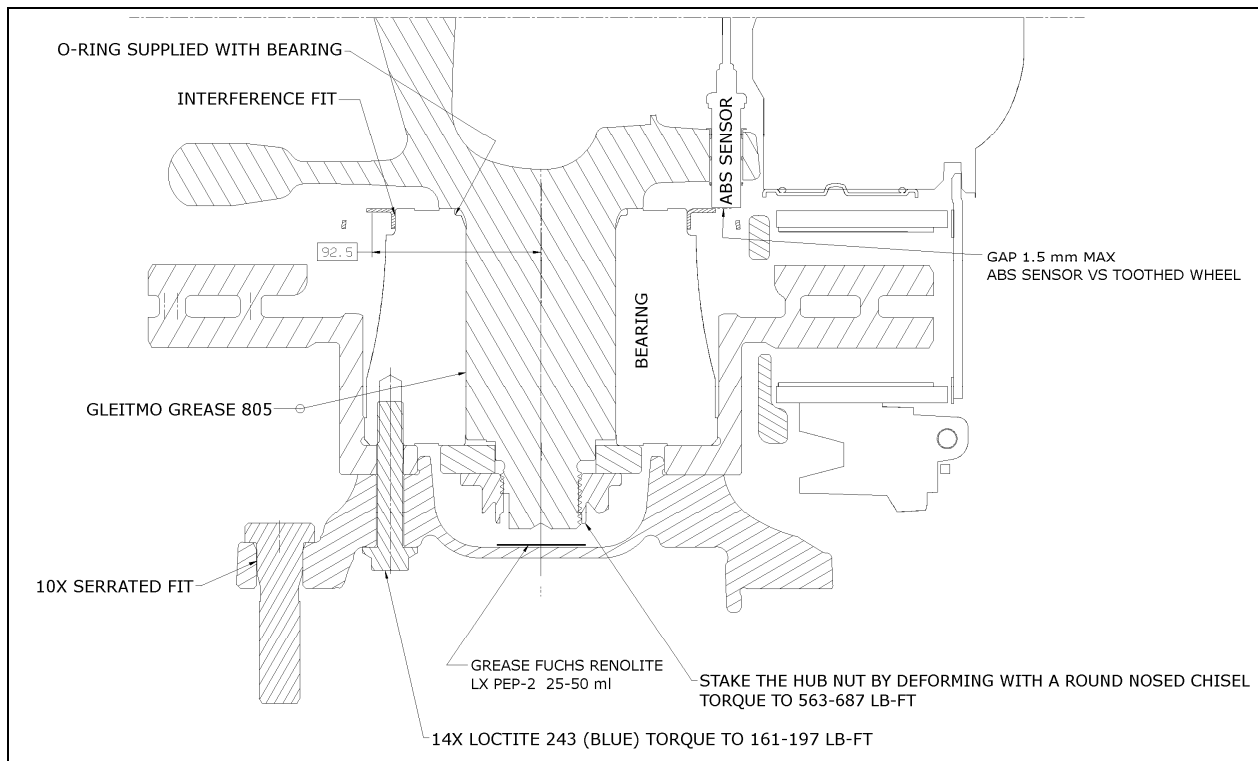 O-RING SUPPLIED WITH BEARING
INTERFERENCE FIT
ABS SENSOR
92.5
GAP 1.5 mm MAX
ABS SENSOR VS TOOTHED WHEEL
BEARING
GLEITMO GREASE 805
10X SERRATED FIT
GREASE FUCHS RENOLITE
LX PEP-2 25-50 ml
STAKE THE HUB NUT BY DEFORMING WITH A ROUND NOSED CHISEL
TORQUE TO 563-687 LB-FT
14X LOCTITE 243 (BLUE) TORQUE TO 161-197 LB-FT